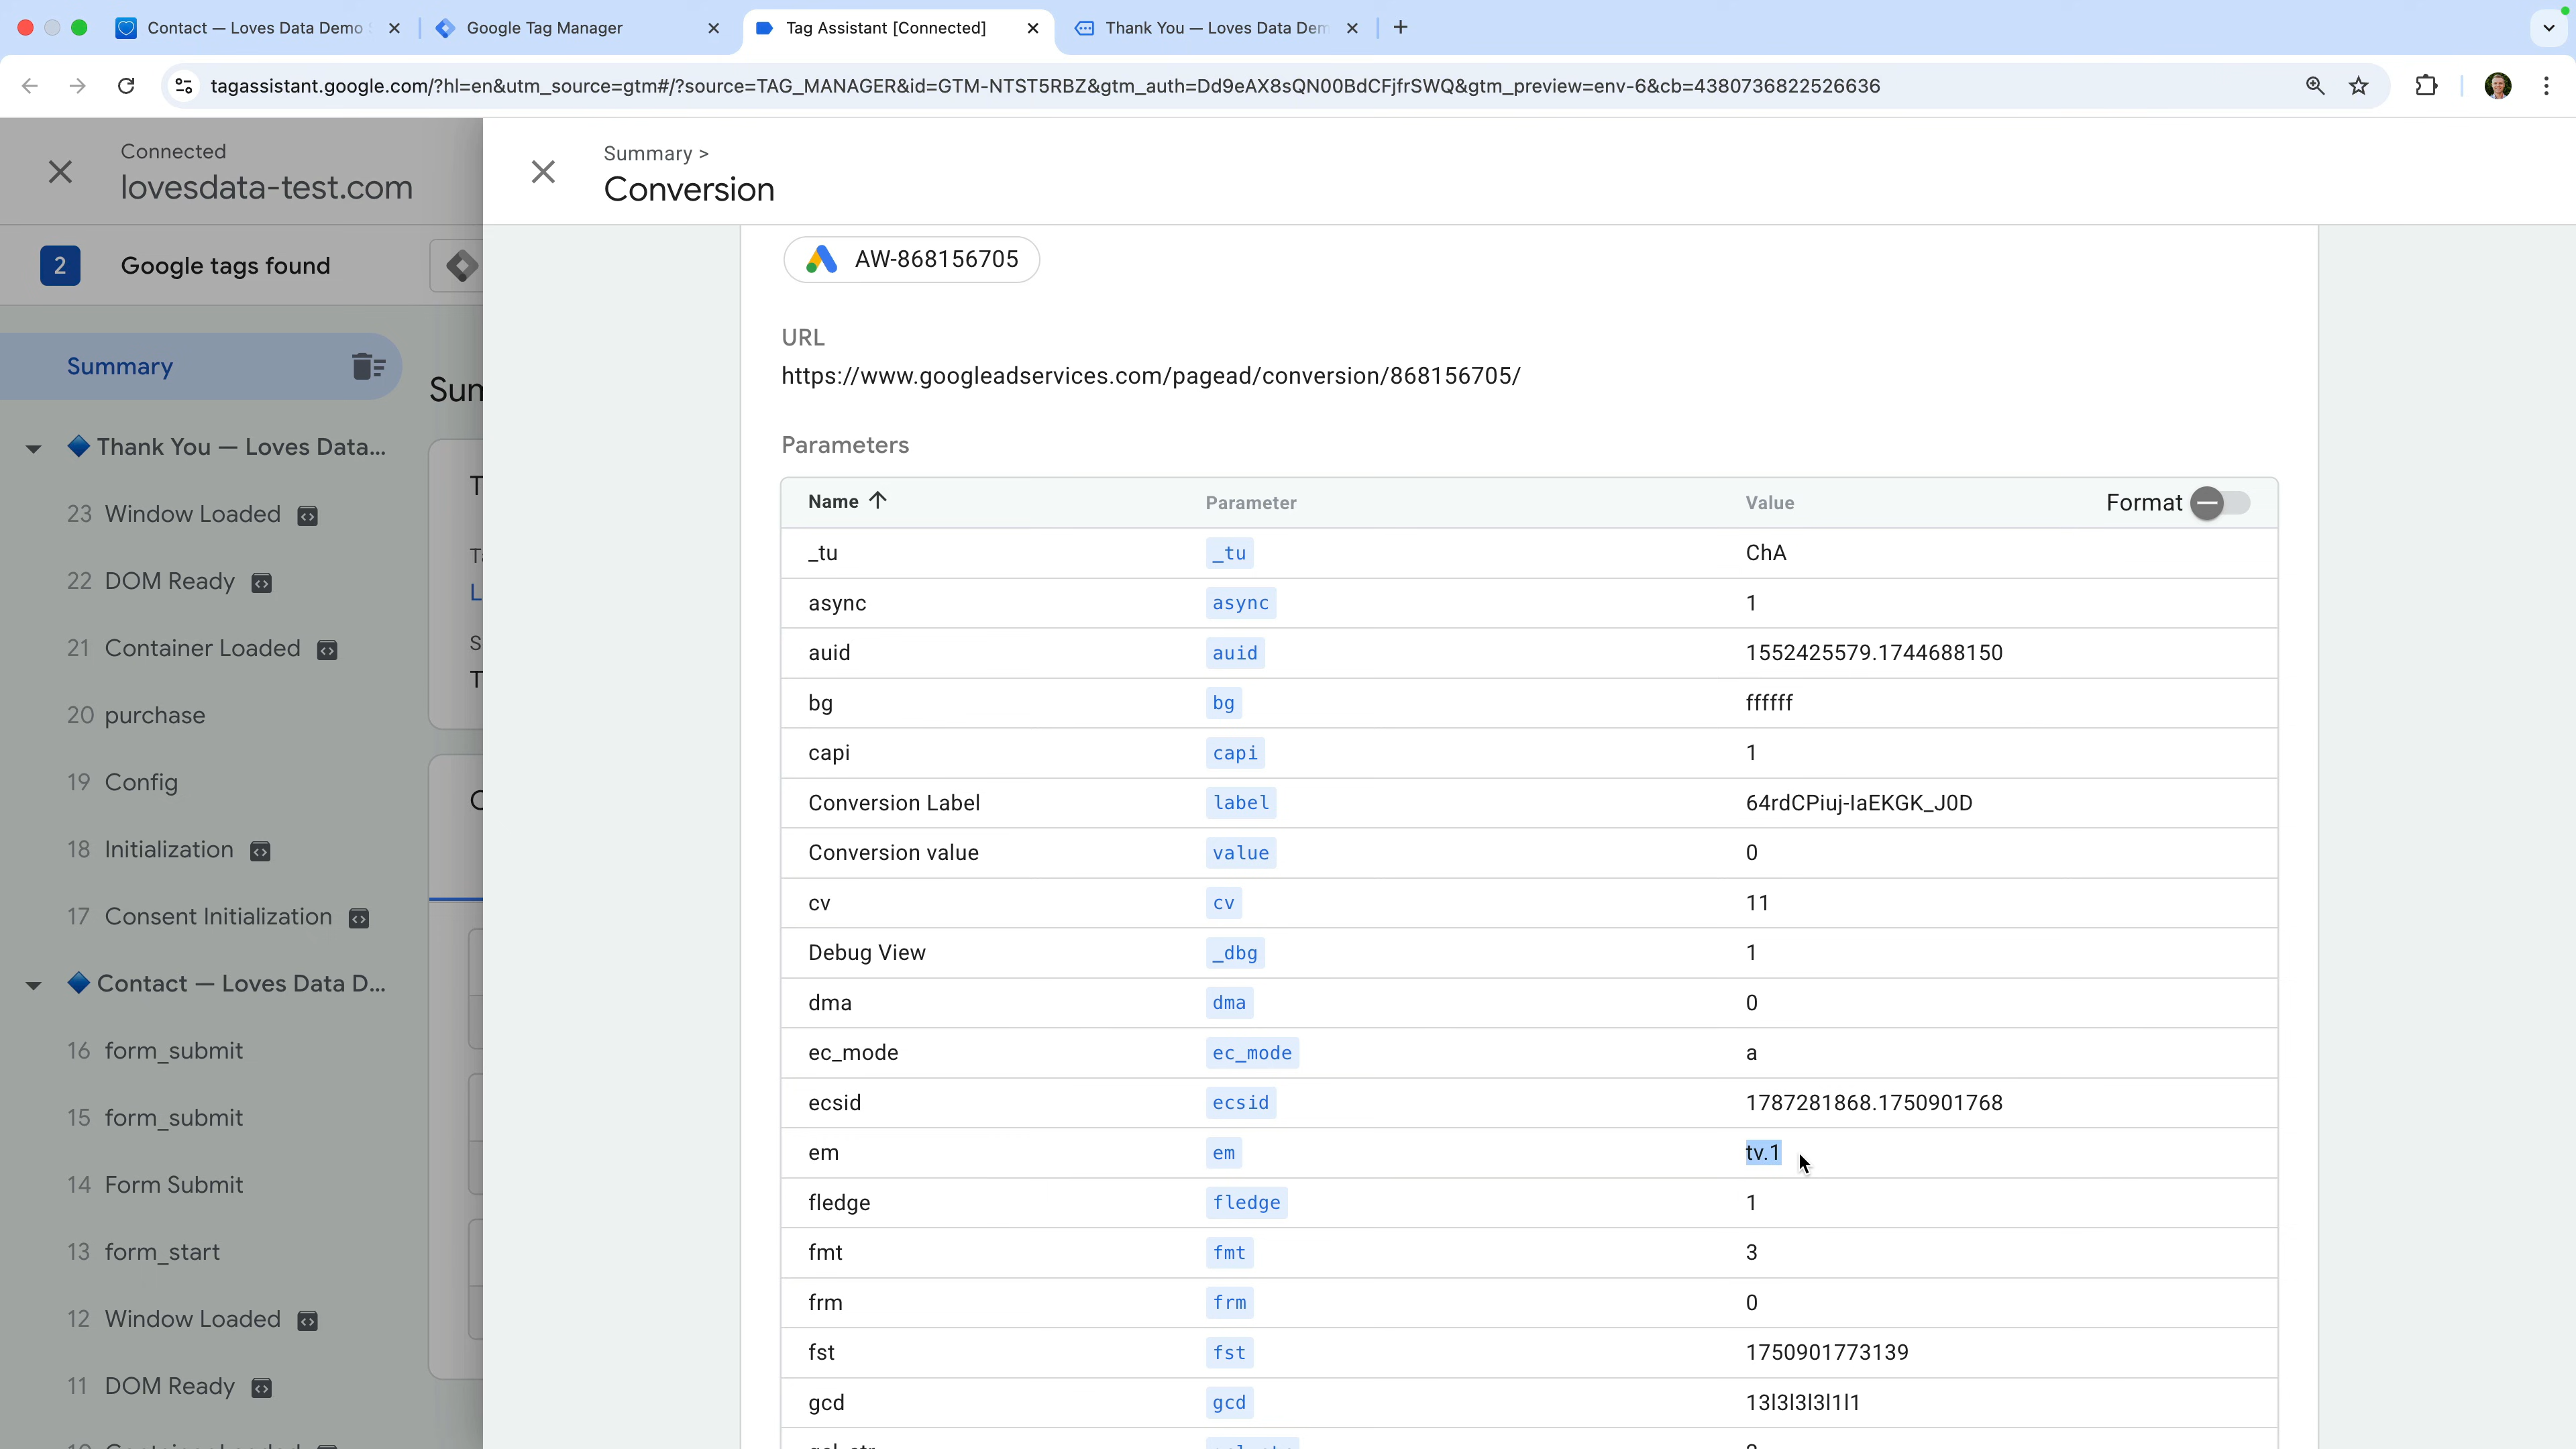 Contact — Loves Data Demo
Google Tag Manager
Tag Assistant [Connected]
Thank You — Loves Data Dem
tagassistant.google.com/?hl=en&utm_source=gtm#/?source=TAG_MANAGER&id=GTM-NTST5RBZ&gtm_auth=Dd9eAX8sQN00BdCFjfrSWQ&gtm_preview=env-6&cb=4380736822526636
Connected
lovesdata-test.com
2 Google tags found
Summary
Sum
Thank You — Loves Data...
23 Window Loaded
22 DOM Ready
21 Container Loaded
20 purchase
19 Config
18 Initialization
17 Consent Initialization
Contact — Loves Data D...
16 form_submit
15 form_submit
14 Form Submit
13 form_start
12 Window Loaded
11 DOM Ready
Summary >
Conversion
AW-868156705
URL
https://www.googleadservices.com/pagead/conversion/868156705/
Parameters
Name Parameter Value Format
_tu _tu ChA
async async 1
auid auid 1552425579.1744688150
bg bg ffffff
capi capi 1
Conversion Label label 64rdCPiuj-IaEKGK_J0D
Conversion value value 0
cv cv 11
Debug View _dbg 1
dma dma 0
ec_mode ec_mode a
ecsid ecsid 1787281868.1750901768
em em tv.1
fledge fledge 1
fmt fmt 3
frm frm 0
fst fst 1750901773139
gcd gcd 13l3l3l3l1l1